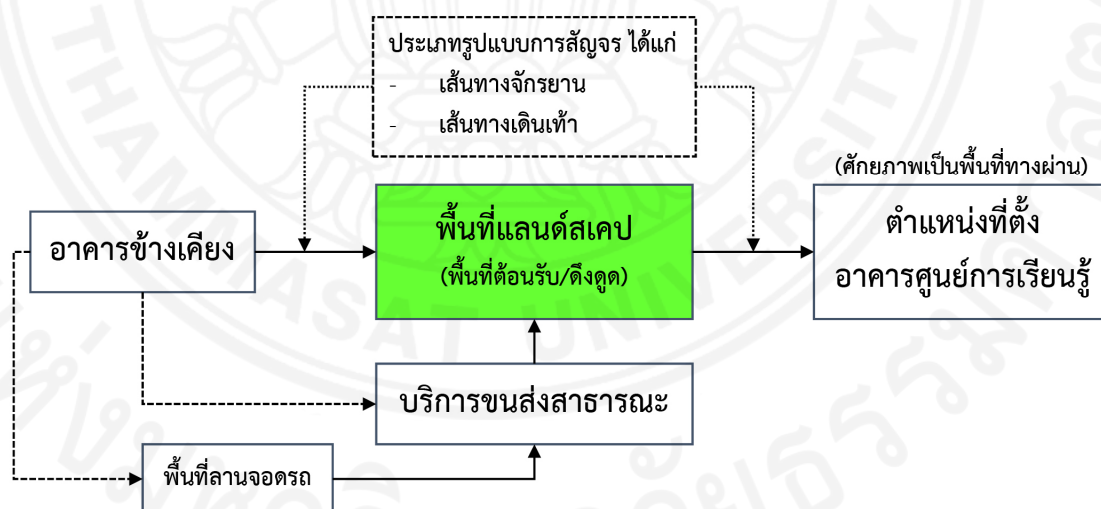 ประเภทรูปแบบการสัญจร ได้แก่
- เส้นทางจักรยาน
- เส้นทางเดินเท้า
(ศักยภาพเป็นพื้นที่ทางผ่าน)
อาคารข้างเคียง
พื้นที่แลนด์สเคป
(พื้นที่ต้อนรับ/ดึงดูด)
ตำแหน่งที่ตั้ง
อาคารศูนย์การเรียนรู้
บริการขนส่งสาธารณะ
พื้นที่ลานจอดรถ
THAMMASAT UNIVERSITY